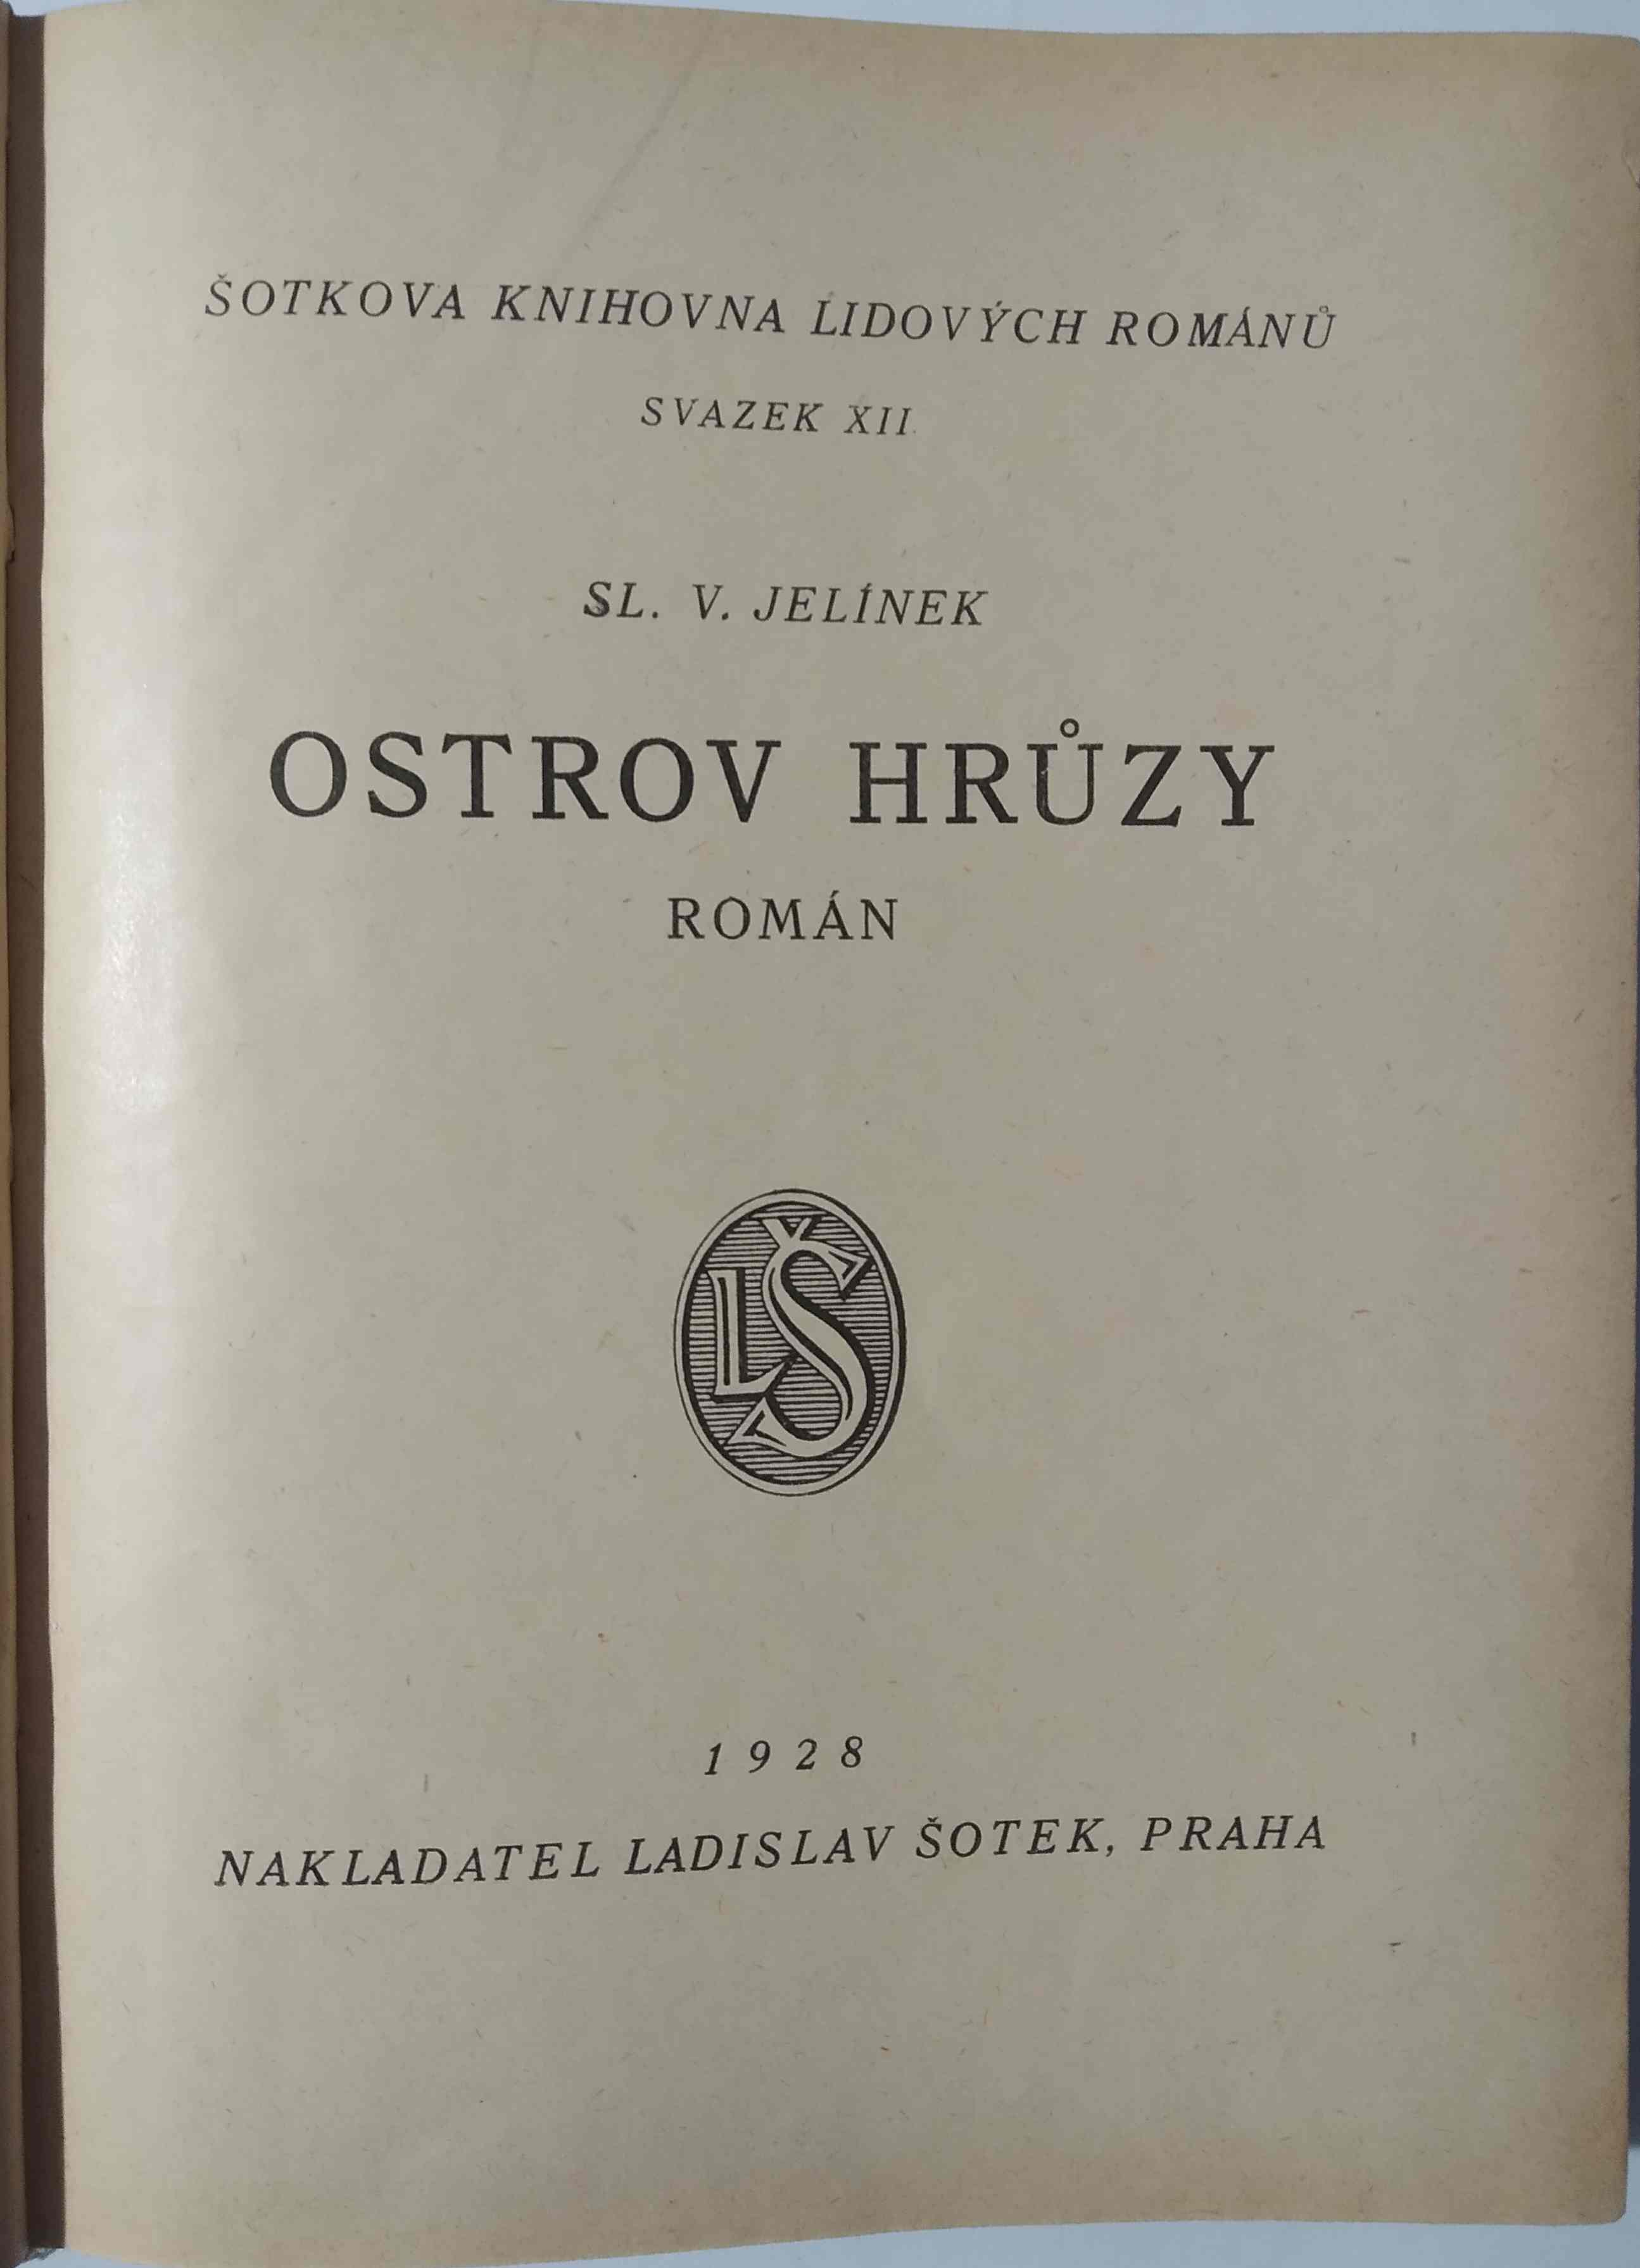 ŠOTKOVA KNIHOVNA LIDOVÝCH ROMÁNŮ
SVAZEK XII.
SL. V. JELÍNEK
OSTROV HRŮZY
ROMÁN
LŠ
1928
NAKLADATEL LADISLAV ŠOTEK, PRAHA